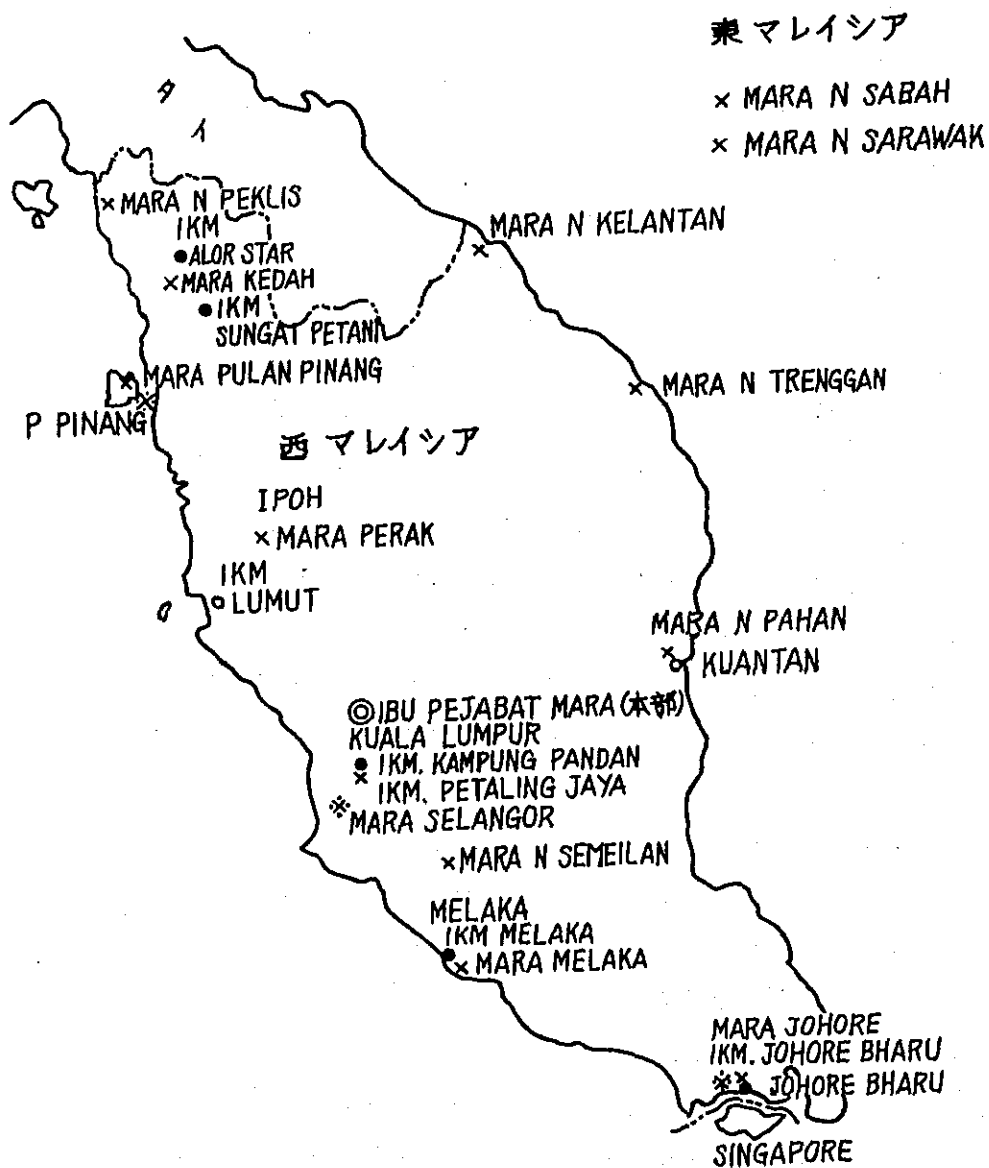 東マレイシア
× MARA N SABAH
× MARA N SARAWAK
タイ
× MARA N PEKLIS
IKM
● ALOR STAR
× MARA KEDAH
● IKM
SUNGAT PETANI
MARA N KELANTAN
×
× MARA PULAN PINANG
P PINANG ※
× MARA N TRENGGAN
西マレイシア
IPOH
× MARA PERAK
IKM
○ LUMUT
MARA N PAHAN
×
○ KUANTAN
◎ IBU PEJABAT MARA (本部)
KUALA LUMPUR
● IKM. KAMPUNG PANDAN
×
IKM. PETALING JAYA
※ MARA SELANGOR
× MARA N SEMEILAN
MELAKA
IKM MELAKA
●
× MARA MELAKA
MARA JOHORE
IKM. JOHORE BHARU
※ × ● JOHORE BHARU
SINGAPORE